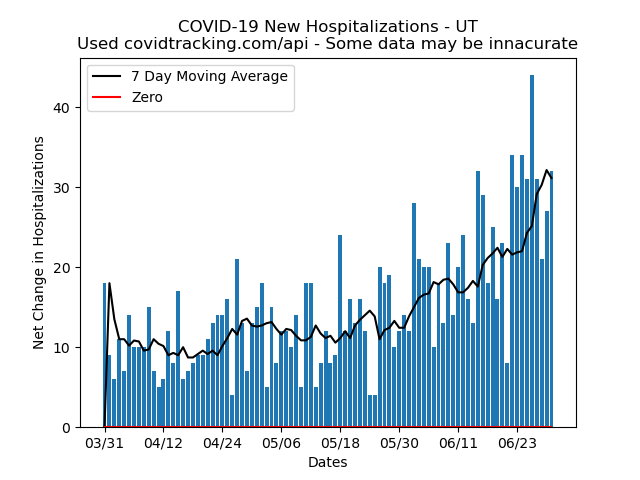 COVID-19 New Hospitalizations - UT
Used covidtracking.com/api - Some data may be innacurate
7 Day Moving Average
Zero
Net Change in Hospitalizations
40
30
20
10
0
03/31 04/12 04/24 05/06 05/18 05/30 06/11 06/23
Dates